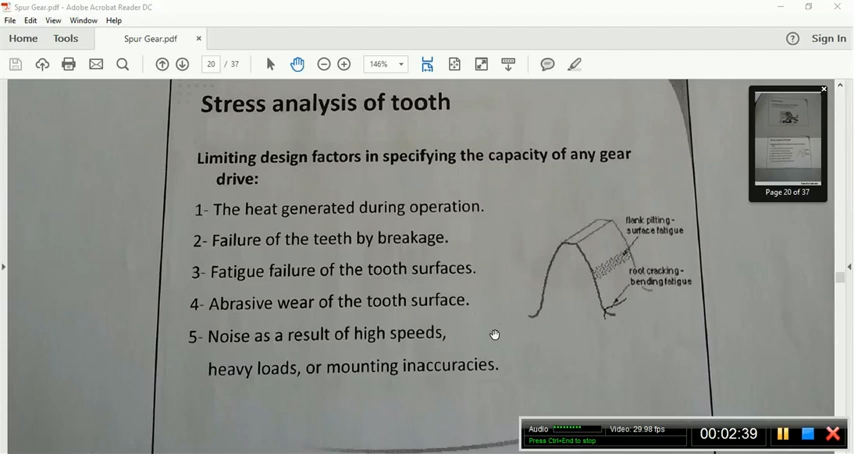 Spur Gear.pdf - Adobe Acrobat Reader DC
File Edit View Window Help
Home Tools Spur Gear.pdf × Sign In
20 / 37 146%
Stress analysis of tooth
Limiting design factors in specifying the capacity of any gear
drive:
1- The heat generated during operation.
2- Failure of the teeth by breakage.
3- Fatigue failure of the tooth surfaces.
4- Abrasive wear of the tooth surface.
5- Noise as a result of high speeds,
heavy loads, or mounting inaccuracies.
flank pitting-
surface fatigue
root cracking-
bending fatigue
Page 20 of 37
Audio Video: 29.98 fps
Press Ctrl+End to stop
00:02:39